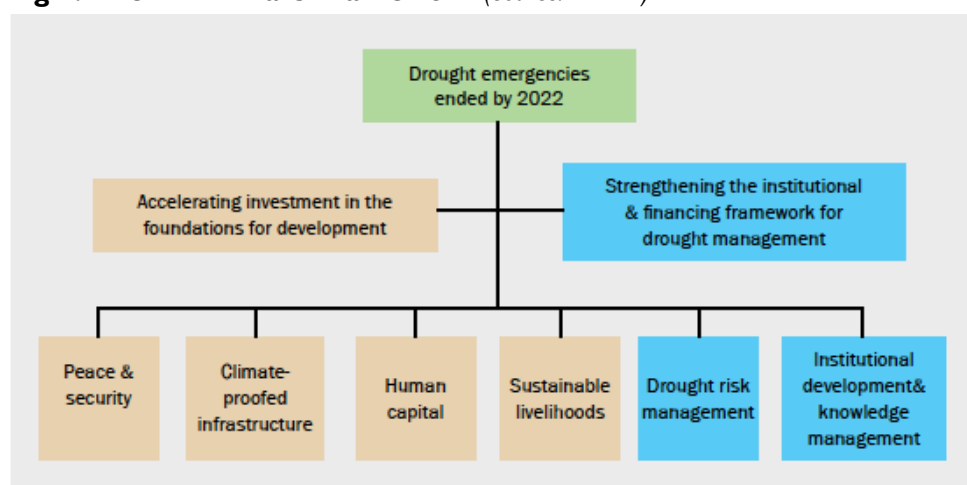 Drought emergencies
ended by 2022
Accelerating investment in the
foundations for development
Strengthening the institutional
& financing framework for
drought management
Peace &
security
Climate-
proofed
infrastructure
Human
capital
Sustainable
livelihoods
Drought risk
management
Institutional
development&
knowledge
management